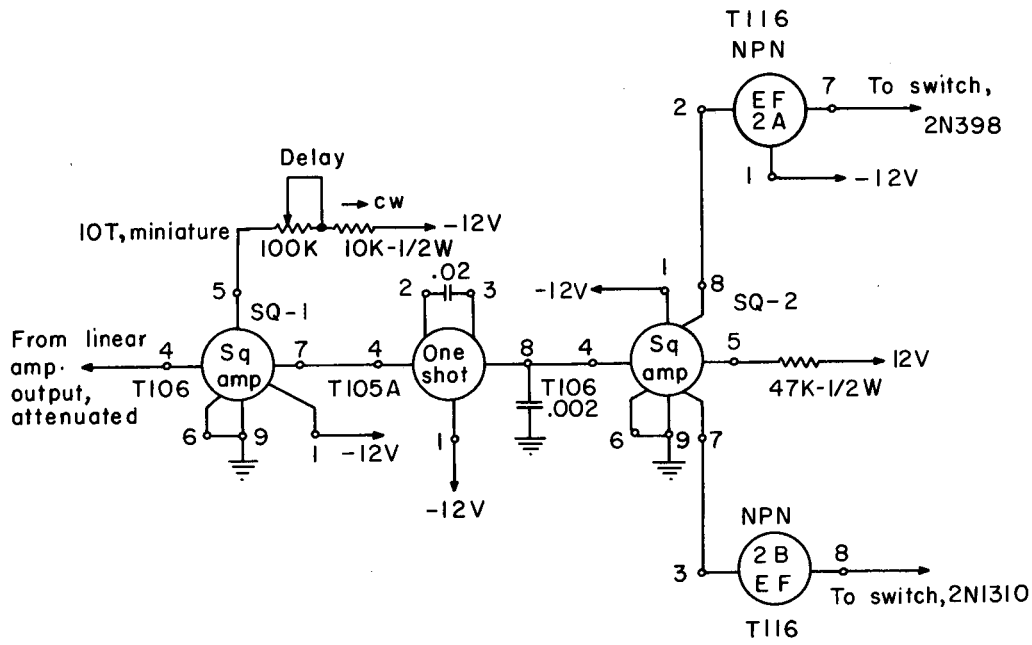 T116
NPN
EF
2A
2
7
To switch,
2N398
1
-12V
Delay
cw
10T, miniature
100K
10K-1/2W
-12V
5
SQ-1
From linear
amp.
output,
attenuated
4
T106
Sq
amp
7
6
9
1
-12V
.02
2
3
4
T105A
One
shot
8
1
-12V
.002
4
T106
-12V
1
8
SQ-2
Sq
amp
5
12V
47K-1/2W
6
9
7
NPN
3
2B
EF
8
To switch, 2N1310
T116